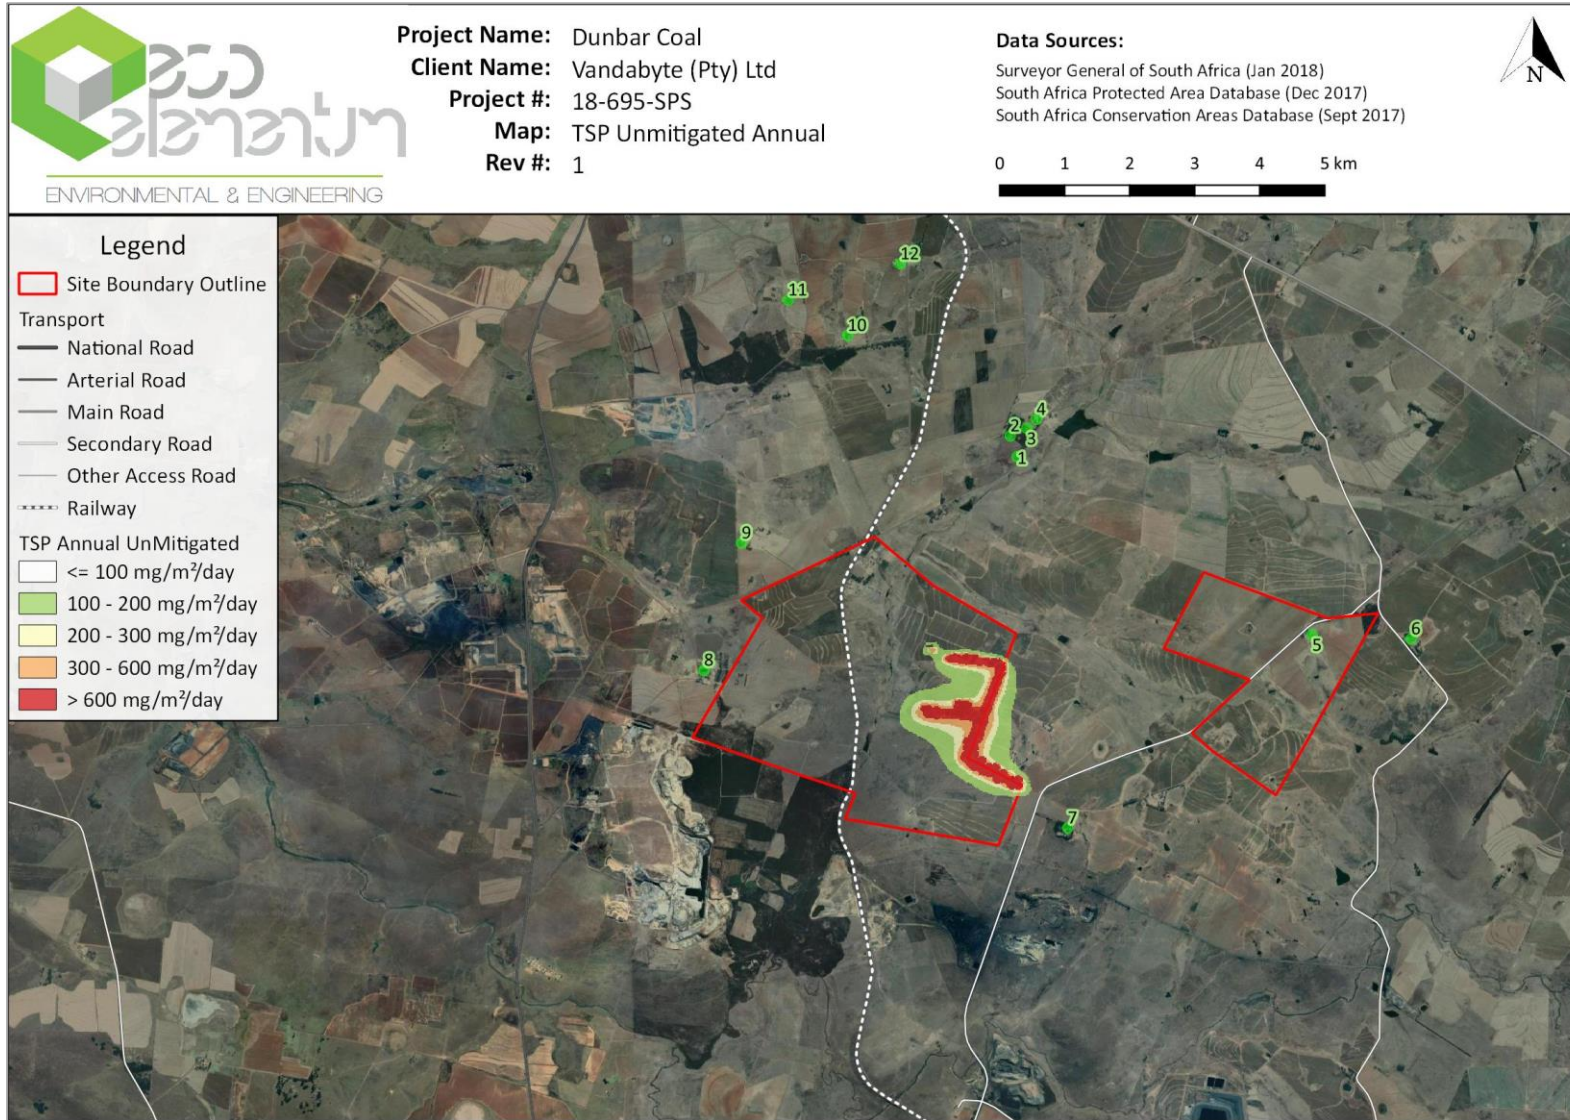 eco
elementum
ENVIRONMENTAL & ENGINEERING
Project Name: Dunbar Coal
Client Name: Vandabyte (Pty) Ltd
Project #: 18-695-SPS
Map: TSP Unmitigated Annual
Rev #: 1
Data Sources:
Surveyor General of South Africa (Jan 2018)
South Africa Protected Area Database (Dec 2017)
South Africa Conservation Areas Database (Sept 2017)
0 1 2 3 4 5 km
N
Legend
Site Boundary Outline
Transport
National Road
Arterial Road
Main Road
Secondary Road
Other Access Road
Railway
TSP Annual UnMitigated
<= 100 mg/m²/day
100 - 200 mg/m²/day
200 - 300 mg/m²/day
300 - 600 mg/m²/day
> 600 mg/m²/day
12
11
10
4
2
3
1
9
5
6
8
7